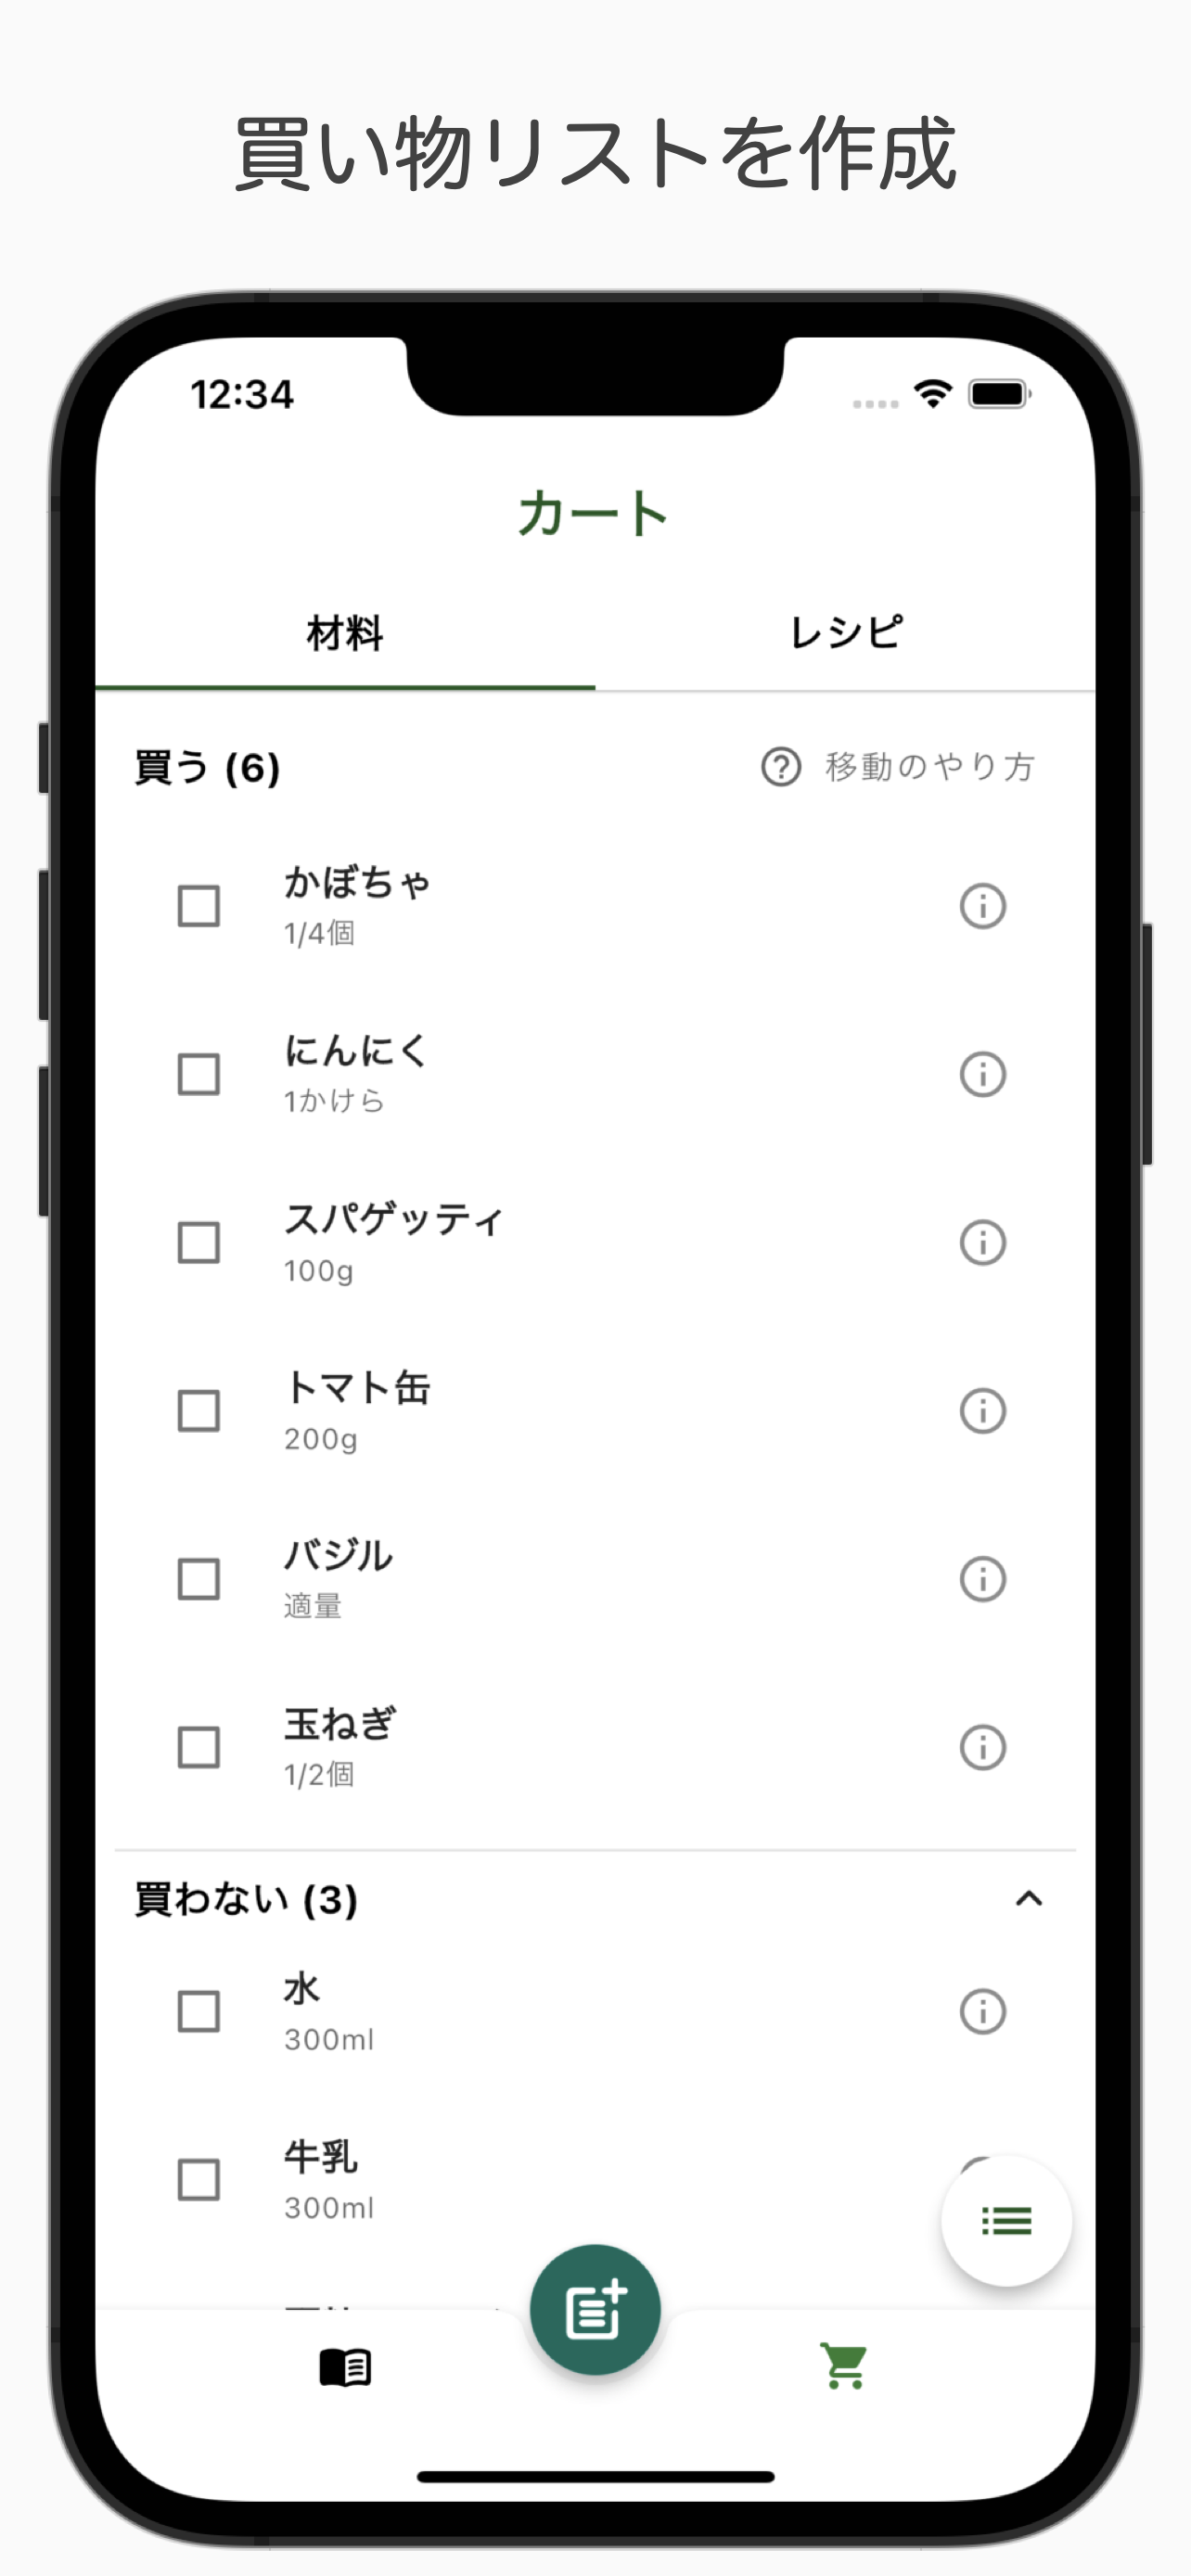 買い物リストを作成
12:34
カート
材料
レシピ
買う (6)
移動のやり方
かぼちゃ
1/4個
にんにく
1かけら
スパゲッティ
100g
トマト缶
200g
バジル
適量
玉ねぎ
1/2個
買わない (3)
水
300ml
牛乳
300ml